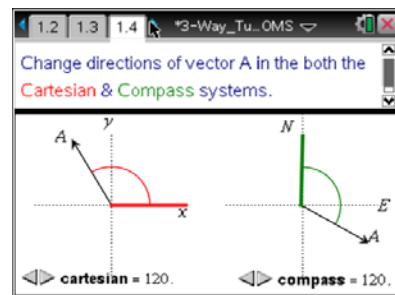 1.2 1.3 1.4 *3-Way_Tu...OMS
Change directions of vector A in the both the
Cartesian & Compass systems.
y
A
x
N
E
A
cartesian = 120.
compass = 120.